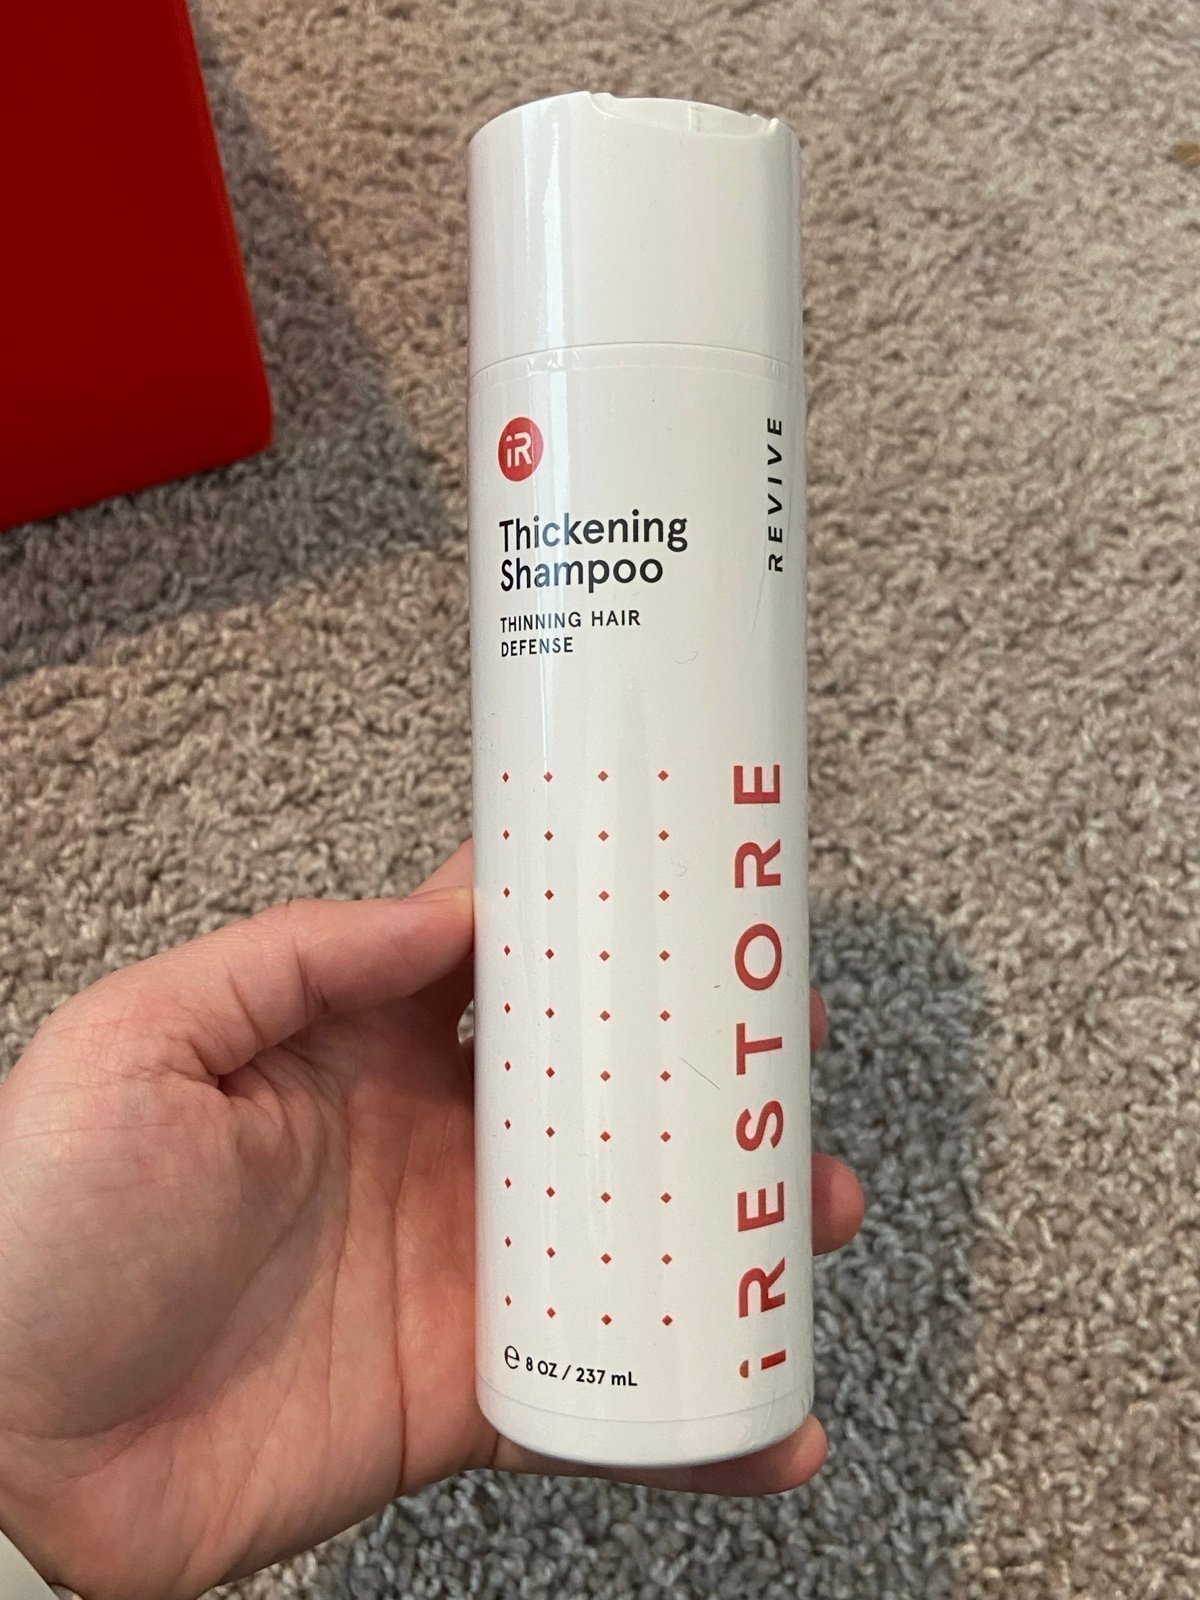 iR
Thickening
Shampoo
THINNING HAIR
DEFENSE
REVIVE
iRESTORE
℮ 8 OZ / 237 mL